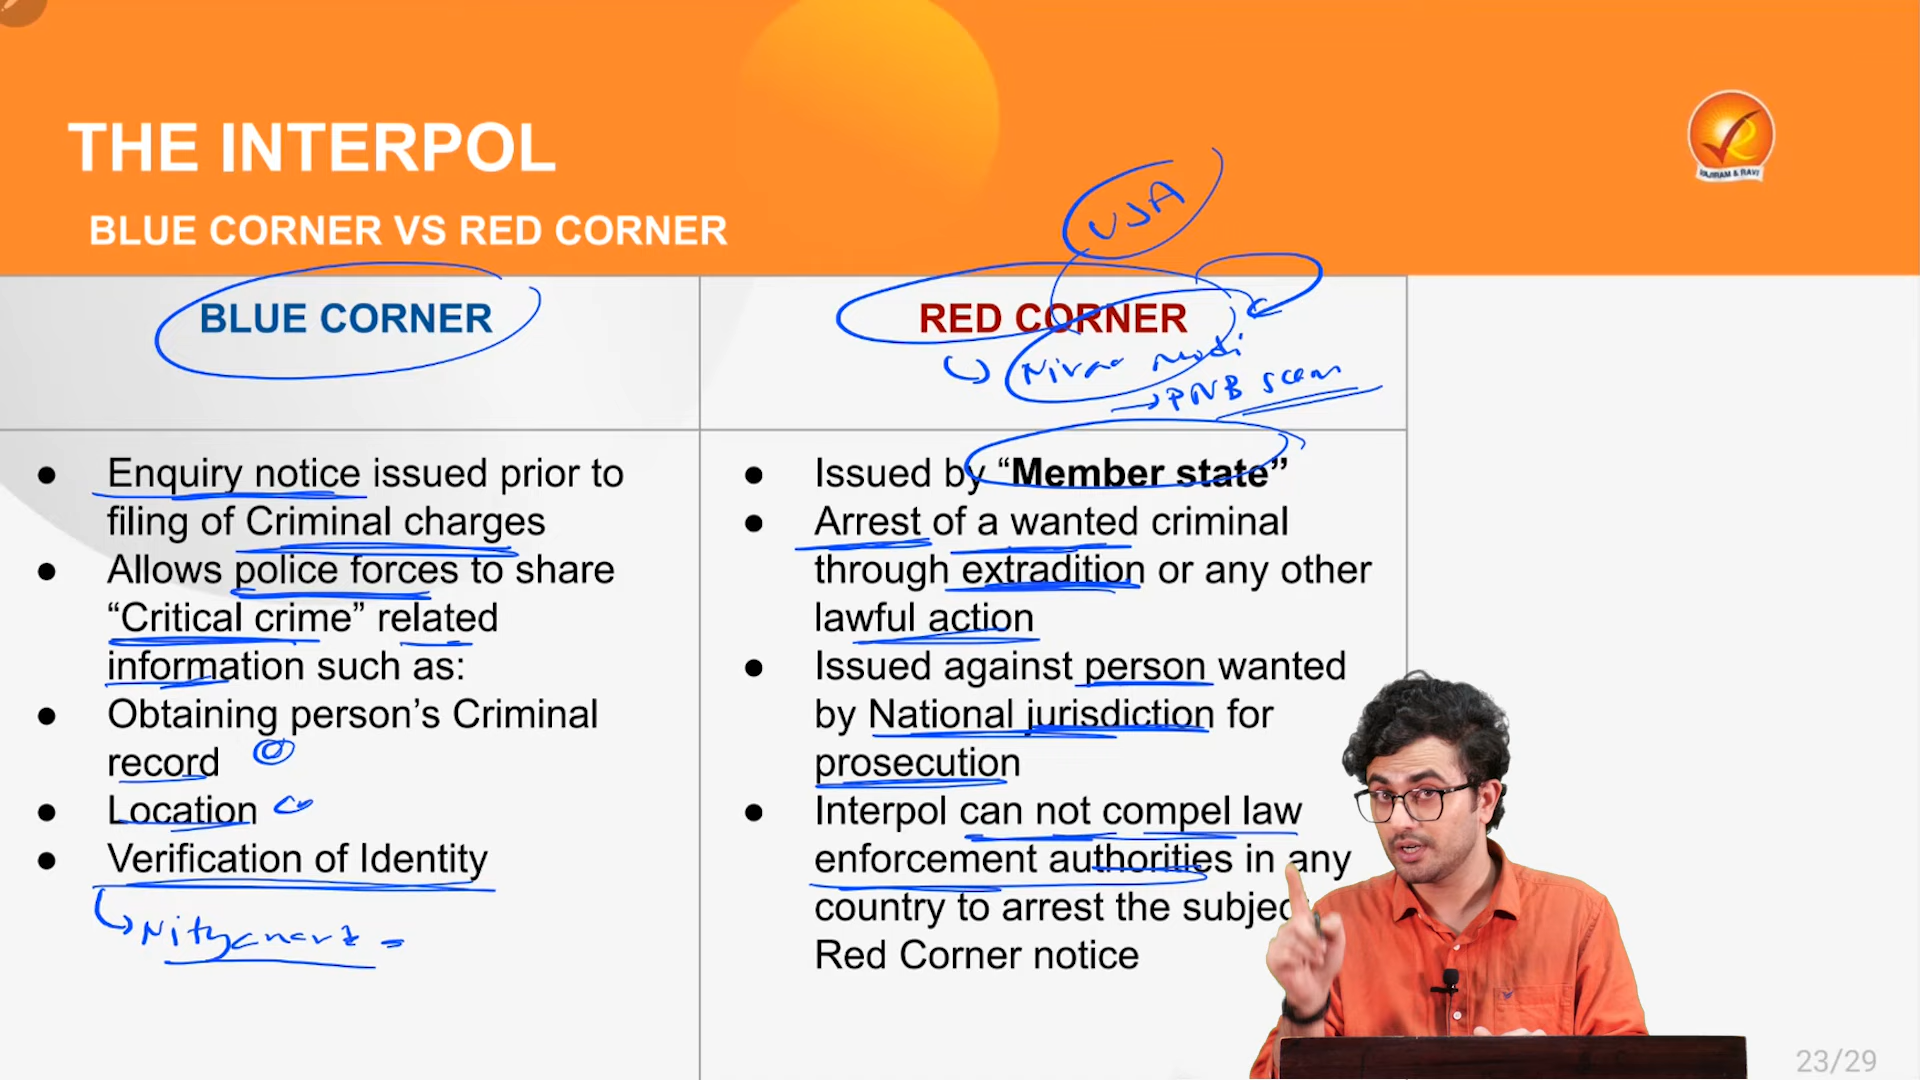 THE INTERPOL
VAJIRAM & RAVI
BLUE CORNER VS RED CORNER
USA
BLUE CORNER
RED CORNER
Nirav modi
→ PNB scam
● Enquiry notice issued prior to
filing of Criminal charges
● Allows police forces to share
“Critical crime” related
information such as:
● Obtaining person’s Criminal
record
● Location
● Verification of Identity
● Issued by “Member state”
● Arrest of a wanted criminal
through extradition or any other
lawful action
● Issued against person wanted
by National jurisdiction for
prosecution
● Interpol can not compel law
enforcement authorities in any
country to arrest the subjec
Red Corner notice
23/29